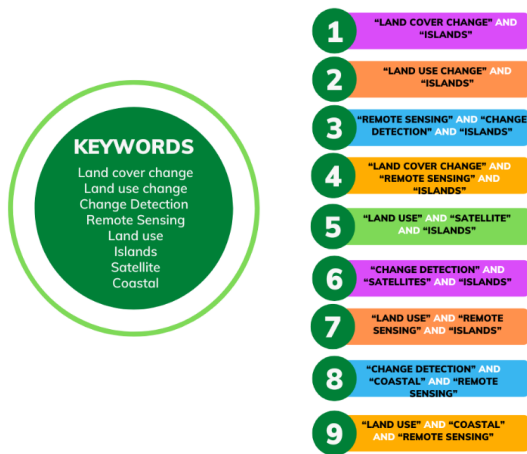 KEYWORDS
Land cover change
Land use change
Change Detection
Remote Sensing
Land use
Islands
Satellite
Coastal
1
“LAND COVER CHANGE” AND
“ISLANDS”
2
“LAND USE CHANGE” AND
“ISLANDS”
3
“REMOTE SENSING” AND “CHANGE
DETECTION” AND “ISLANDS”
4
“LAND COVER CHANGE” AND
“REMOTE SENSING” AND
“ISLANDS”
5
“LAND USE” AND “SATELLITE”
AND “ISLANDS”
6
“CHANGE DETECTION” AND
“SATELLITES” AND “ISLANDS”
7
“LAND USE” AND “REMOTE
SENSING” AND “ISLANDS”
8
“CHANGE DETECTION” AND
“COASTAL” AND “REMOTE
SENSING”
9
“LAND USE” AND “COASTAL”
AND “REMOTE SENSING”